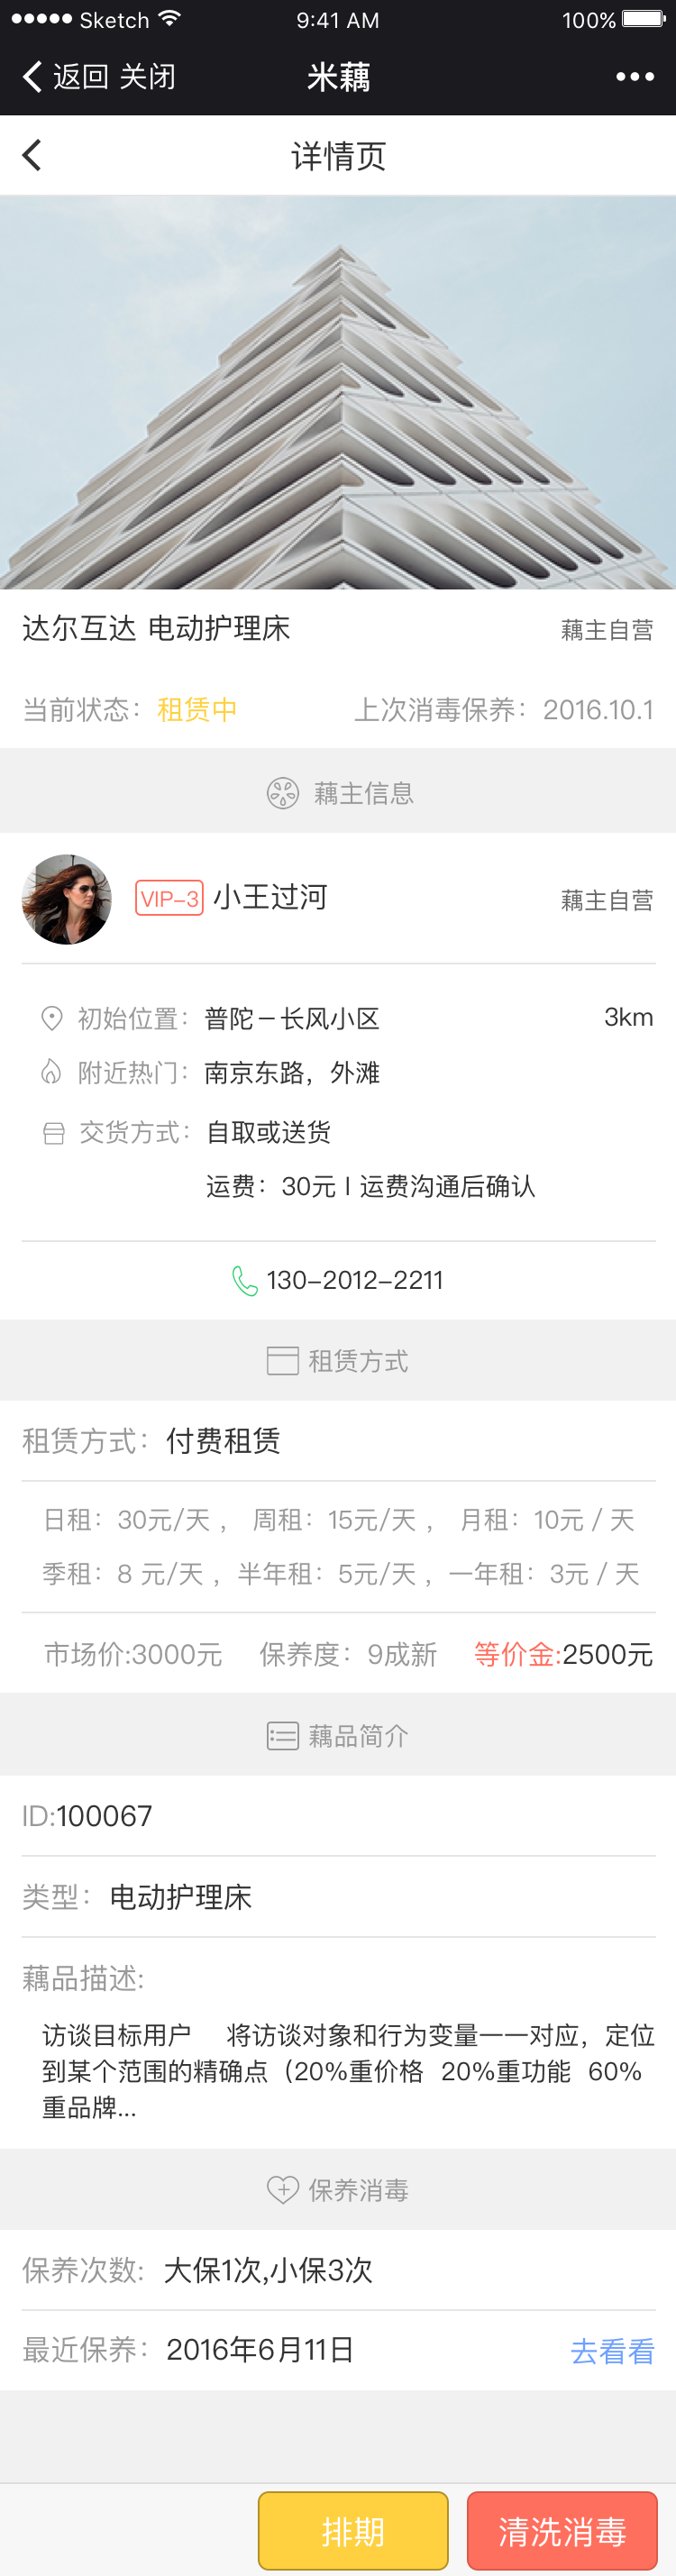 Sketch 9:41 AM 100%
返回 关闭 米藕
详情页
达尔互达 电动护理床 藕主自营
当前状态：租赁中 上次消毒保养：2016.10.1
藕主信息
VIP-3 小王过河 藕主自营
初始位置：普陀－长风小区 3km
附近热门：南京东路，外滩
交货方式：自取或送货
运费：30元 I 运费沟通后确认
130-2012-2211
租赁方式
租赁方式：付费租赁
日租：30元/天 ， 周租：15元/天 ， 月租：10元 / 天
季租：8 元/天 ，半年租：5元/天 ，一年租：3元 / 天
市场价:3000元 保养度：9成新 等价金:2500元
藕品简介
ID:100067
类型：电动护理床
藕品描述:
访谈目标用户 将访谈对象和行为变量一一对应，定位
到某个范围的精确点（20%重价格 20%重功能 60%
重品牌...
保养消毒
保养次数: 大保1次,小保3次
最近保养：2016年6月11日 去看看
排期 清洗消毒